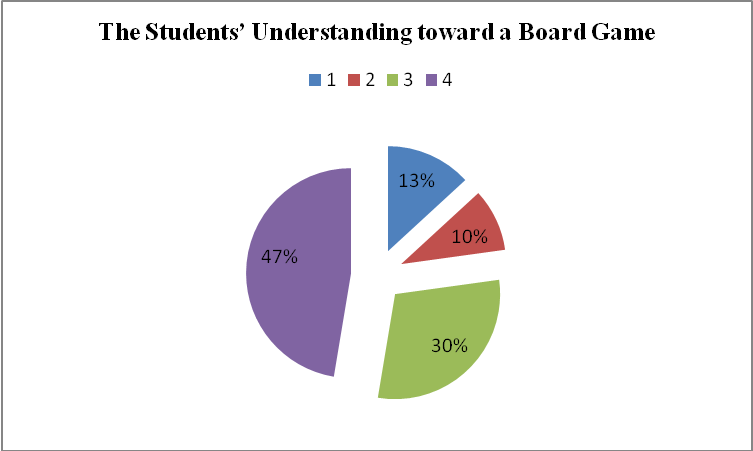 The Students’ Understanding toward a Board Game
1 2 3 4
13%
10%
47%
30%